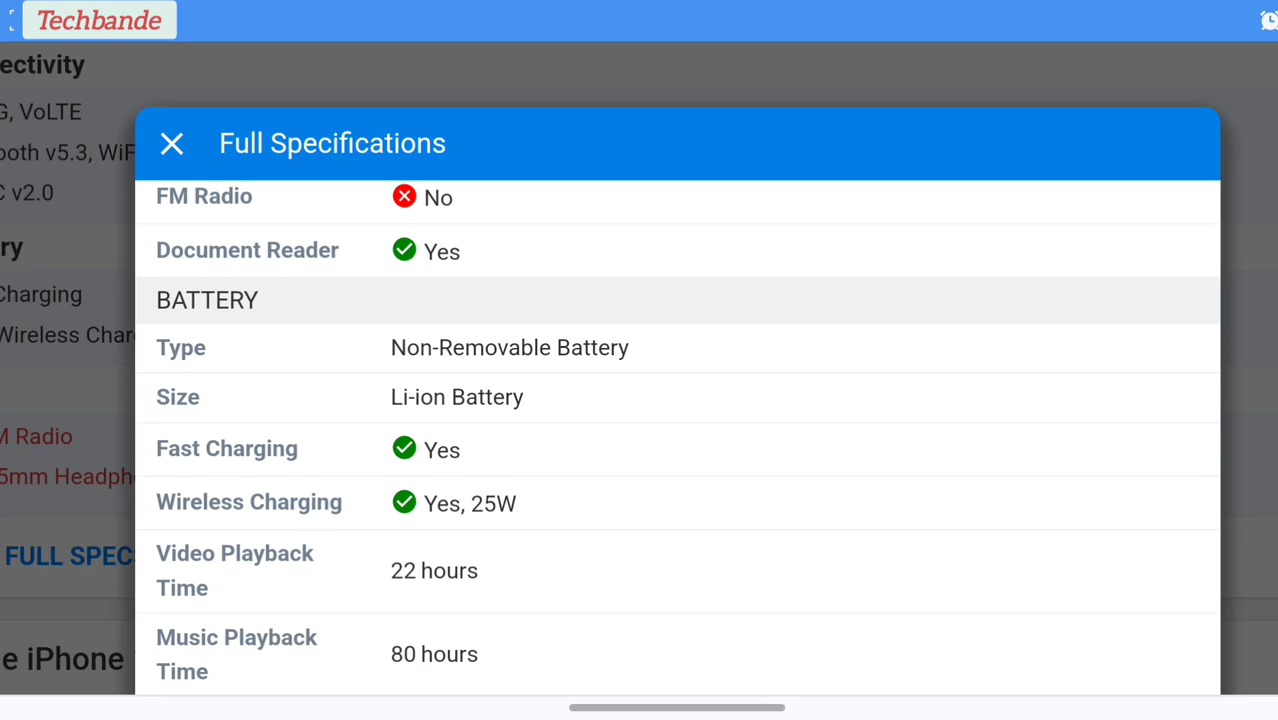 Techbande
ectivity
G, VoLTE
ooth v5.3, WiF
C v2.0
ry
Charging
Wireless Char
M Radio
5mm Headph
FULL SPECS
e iPhone
Full Specifications
FM Radio No
Document Reader Yes
BATTERY
Type Non-Removable Battery
Size Li-ion Battery
Fast Charging Yes
Wireless Charging Yes, 25W
Video Playback
Time 22 hours
Music Playback
Time 80 hours